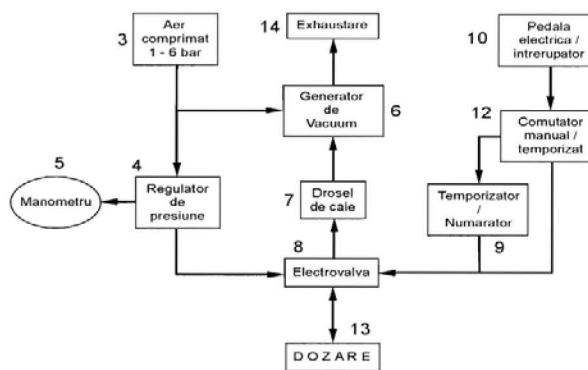 3
Aer
comprimat
1 - 6 bar
14
Exhaustare
10
Pedala
electrica /
intrerupator
Generator
de
Vacuum
6
12
Comutator
manual /
temporizat
5
Manometru
4
Regulator
de
presiune
7
Drosel
de caie
Temporizator
/
Numarator
9
8
Electrovalva
13
DOZARE